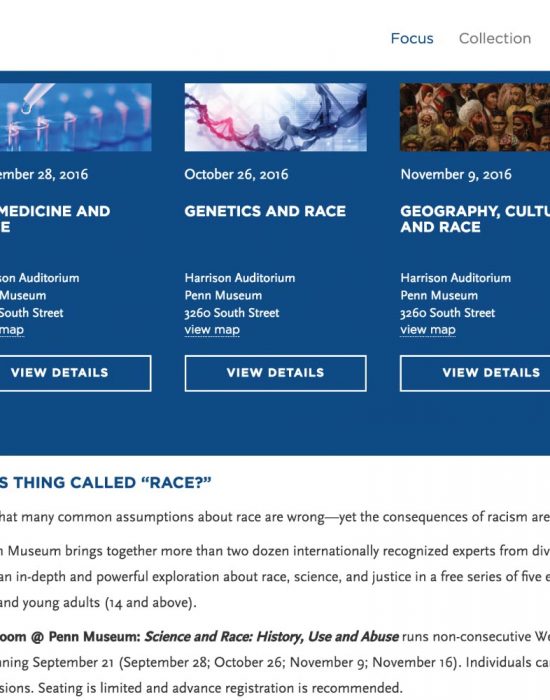 Focus Collection
ember 28, 2016
MEDICINE AND
E
son Auditorium
Museum
South Street
map
VIEW DETAILS
October 26, 2016
GENETICS AND RACE
Harrison Auditorium
Penn Museum
3260 South Street
view map
VIEW DETAILS
November 9, 2016
GEOGRAPHY, CULTU
AND RACE
Harrison Auditorium
Penn Museum
3260 South Street
view map
VIEW DETAILS
S THING CALLED “RACE?”
hat many common assumptions about race are wrong—yet the consequences of racism are
n Museum brings together more than two dozen internationally recognized experts from div
an in-depth and powerful exploration about race, science, and justice in a free series of five e
and young adults (14 and above).
room @ Penn Museum: Science and Race: History, Use and Abuse runs non-consecutive We
nning September 21 (September 28; October 26; November 9; November 16). Individuals ca
sions. Seating is limited and advance registration is recommended.